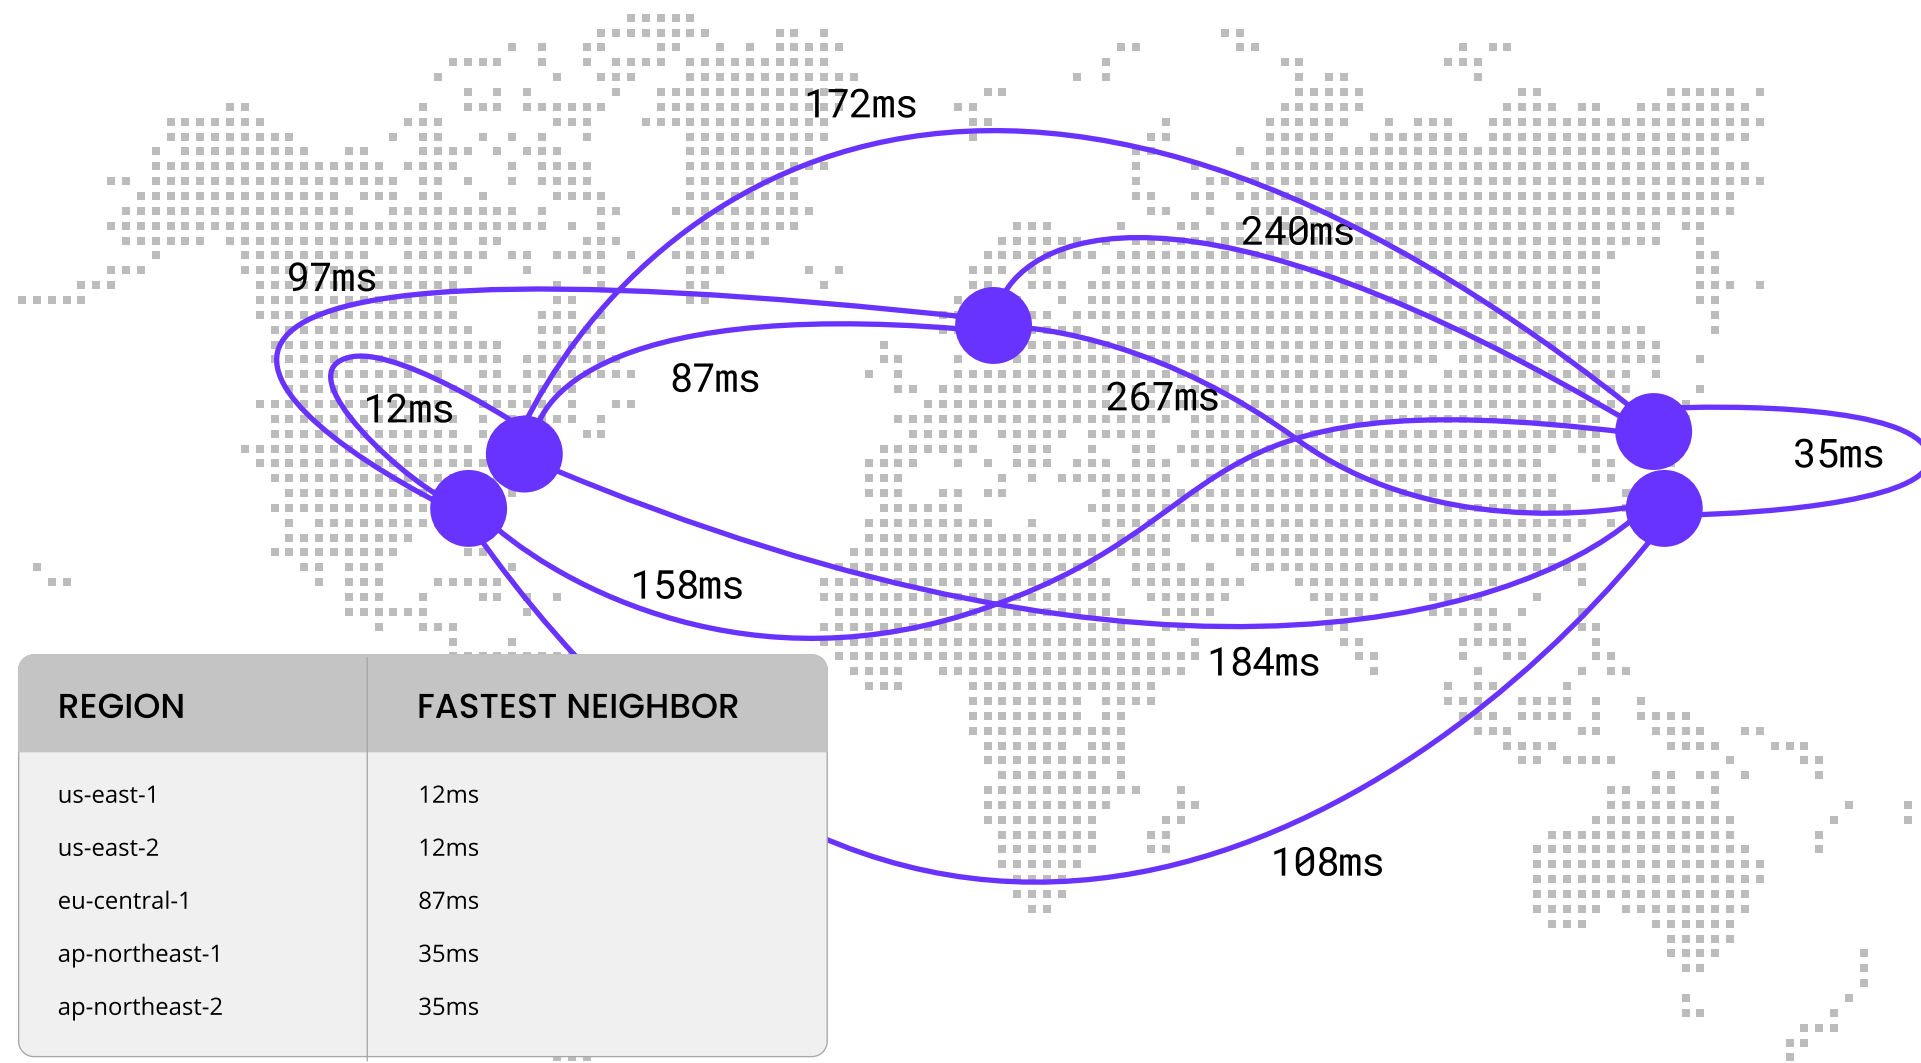 172ms
240ms
97ms
87ms
267ms
12ms
35ms
158ms
184ms
108ms
REGION FASTEST NEIGHBOR
us-east-1 12ms
us-east-2 12ms
eu-central-1 87ms
ap-northeast-1 35ms
ap-northeast-2 35ms